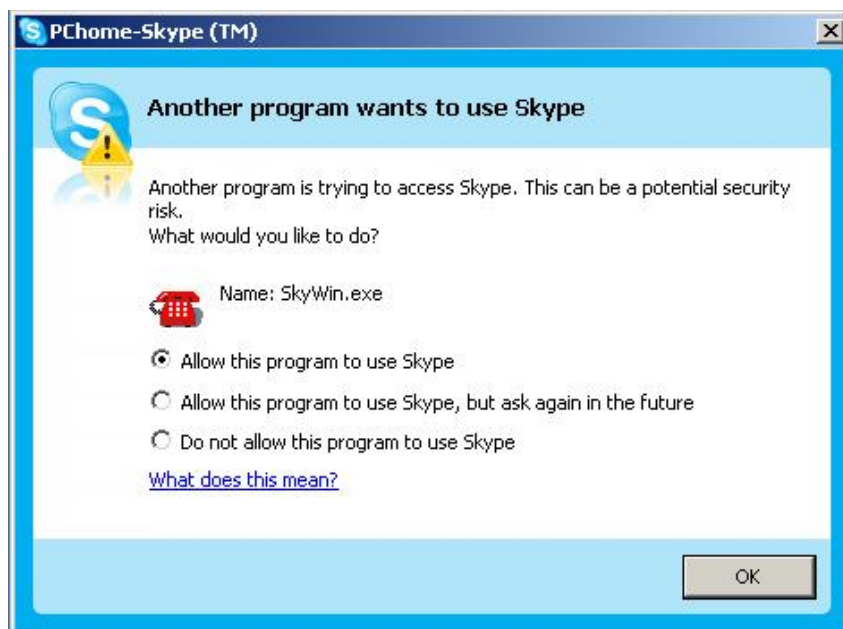 PChome-Skype (TM)
Another program wants to use Skype
Another program is trying to access Skype. This can be a potential security
risk.
What would you like to do?
Name: SkyWin.exe
Allow this program to use Skype
Allow this program to use Skype, but ask again in the future
Do not allow this program to use Skype
What does this mean?
OK